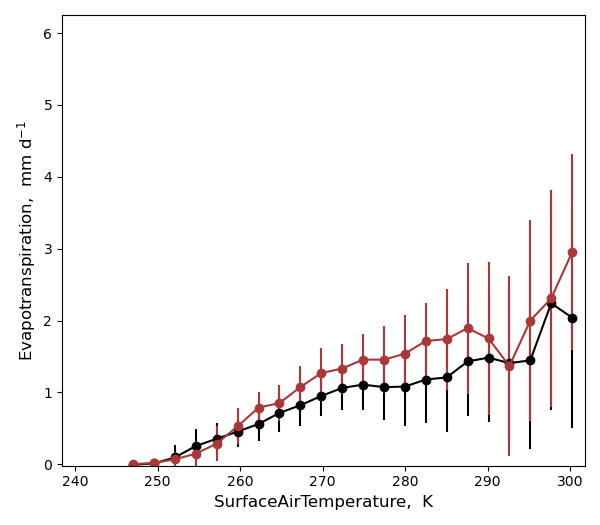 6
5
4
3
2
1
0
Evapotranspiration, mm d⁻¹
240 250 260 270 280 290 300
SurfaceAirTemperature, K